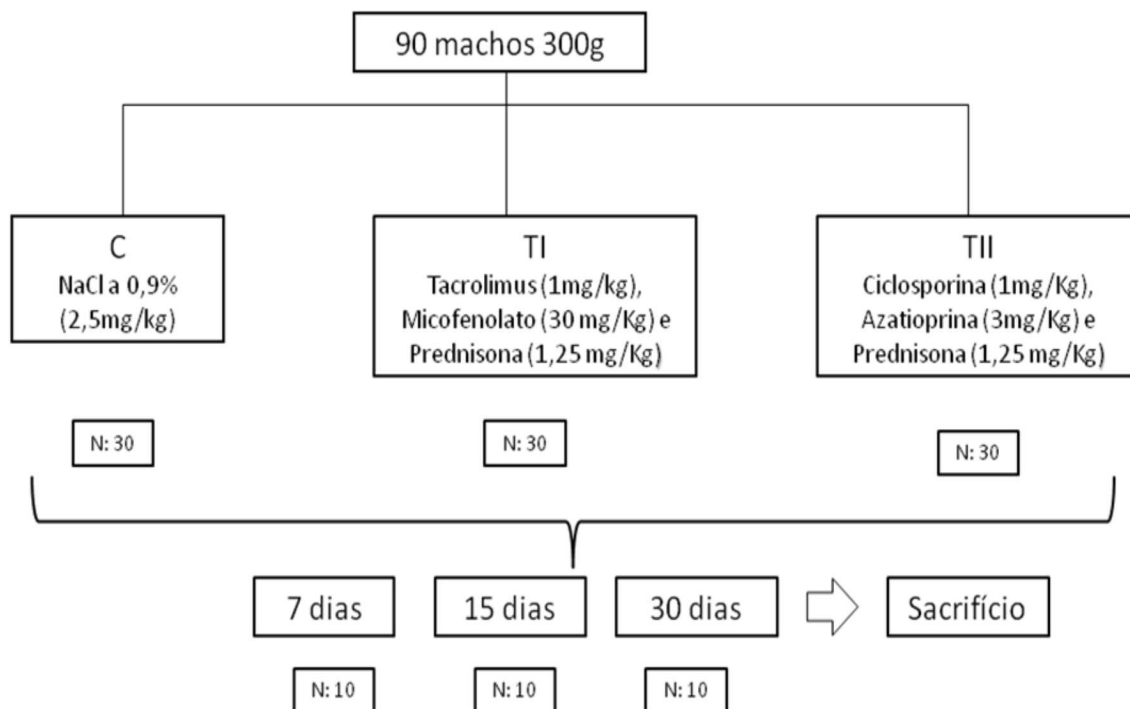 90 machos 300g
C
NaCl a 0,9%
(2,5mg/kg)
TI
Tacrolimus (1mg/kg),
Micofenolato (30 mg/Kg) e
Prednisona (1,25 mg/Kg)
TII
Ciclosporina (1mg/Kg),
Azatioprina (3mg/Kg) e
Prednisona (1,25 mg/Kg)
N: 30
N: 30
N: 30
7 dias
15 dias
30 dias
Sacrifício
N: 10
N: 10
N: 10